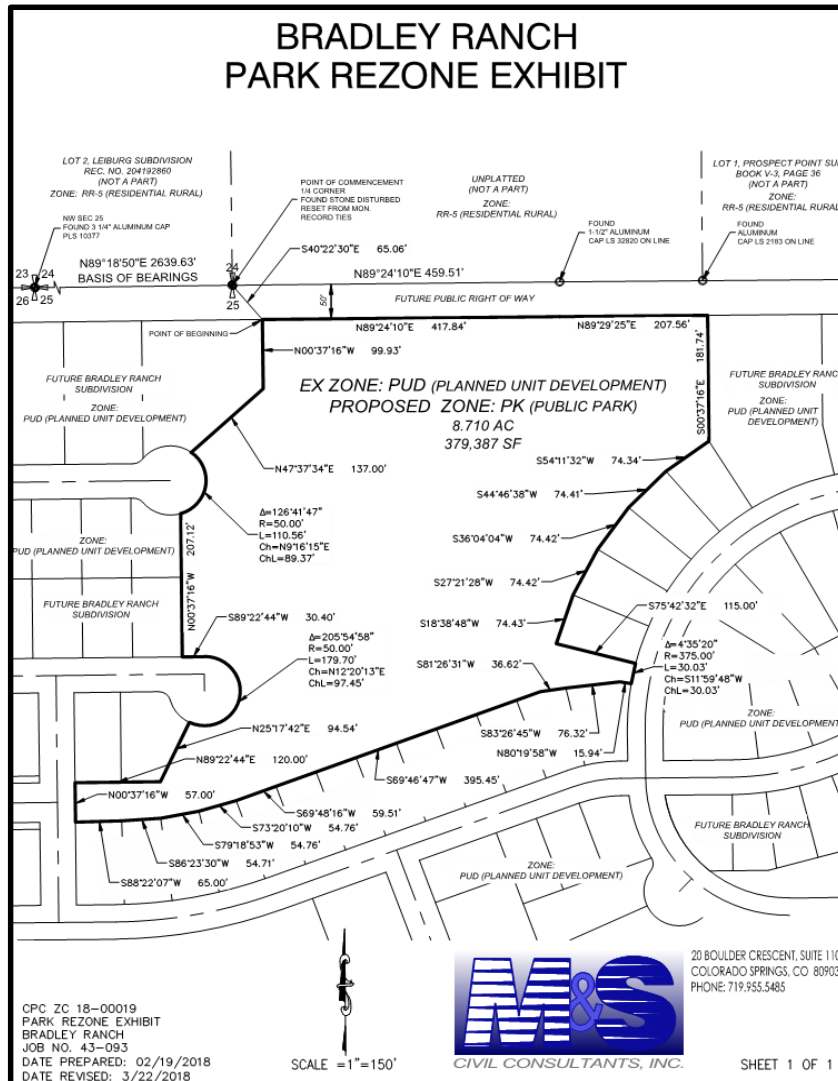 BRADLEY RANCH
PARK REZONE EXHIBIT
LOT 2, LEIBURG SUBDIVISION
REC. NO. 204192860
(NOT A PART)
ZONE: RR-5 (RESIDENTIAL RURAL)
POINT OF COMMENCEMENT
1/4 CORNER
FOUND STONE DISTURBED
RESET FROM MON.
RECORD TIES
UNPLATTED
(NOT A PART)
ZONE:
RR-5 (RESIDENTIAL RURAL)
LOT 1, PROSPECT POINT SU
BOOK V-3, PAGE 36
(NOT A PART)
ZONE:
RR-5 (RESIDENTIAL RURAL
NW SEC 25
FOUND 3 1/4" ALUMINUM CAP
PLS 10377
FOUND
1-1/2" ALUMINUM
CAP LS 32820 ON LINE
FOUND
ALUMINUM
CAP LS 2183 ON LINE
S40°22'30"E 65.06'
N89°18'50"E 2639.63'
BASIS OF BEARINGS
N89°24'10"E 459.51'
23 24
26 25
24
25
50'
FUTURE PUBLIC RIGHT OF WAY
POINT OF BEGINNING
N89°24'10"E 417.84'
N89°29'25"E 207.56'
N00°37'16"W 99.93'
S00°37'16"E 181.74'
FUTURE BRADLEY RANCH
SUBDIVISION
ZONE:
PUD (PLANNED UNIT DEVELOPMENT)
EX ZONE: PUD (PLANNED UNIT DEVELOPMENT)
PROPOSED ZONE: PK (PUBLIC PARK)
8.710 AC
379,387 SF
FUTURE BRADLEY RANC
SUBDIVISION
ZONE:
PUD (PLANNED UNIT
DEVELOPMENT)
N47°37'34"E 137.00'
S54°11'32"W 74.34'
S44°46'38"W 74.41'
S36°04'04"W 74.42'
S27°21'28"W 74.42'
S18°38'48"W 74.43'
Δ=126°41'47"
R=50.00'
L=110.56'
Ch=N9°16'15"E
ChL=89.37'
N00°37'16"W 207.12'
ZONE:
PUD (PLANNED UNIT DEVELOPMENT)
FUTURE BRADLEY RANCH
SUBDIVISION
S89°22'44"W 30.40'
Δ=205°54'58"
R=50.00'
L=179.70'
Ch=N12°20'13"E
ChL=97.45'
S75°42'32"E 115.00'
Δ=4°35'20"
R=375.00'
L=30.03'
Ch=S11°59'48"W
ChL=30.03'
S81°26'31"W 36.62'
S83°26'45"W 76.32'
N80°19'58"W 15.94'
ZONE:
PUD (PLANNED UNIT DEVELOPMENT
N25°17'42"E 94.54'
N89°22'44"E 120.00'
N00°37'16"W 57.00'
S69°46'47"W 395.45'
S69°48'16"W 59.51'
S73°20'10"W 54.76'
S79°18'53"W 54.76'
S86°23'30"W 54.71'
S88°22'07"W 65.00'
FUTURE BRADLEY RANCH
SUBDIVISION
ZONE:
PUD (PLANNED UNIT DEVELOPMENT)
CPC ZC 18-00019
PARK REZONE EXHIBIT
BRADLEY RANCH
JOB NO. 43-093
DATE PREPARED: 02/19/2018
DATE REVISED: 3/22/2018
SCALE =1"=150'
M&S
CIVIL CONSULTANTS, INC.
20 BOULDER CRESCENT, SUITE 110
COLORADO SPRINGS, CO 80903
PHONE: 719.955.5485
SHEET 1 OF 1